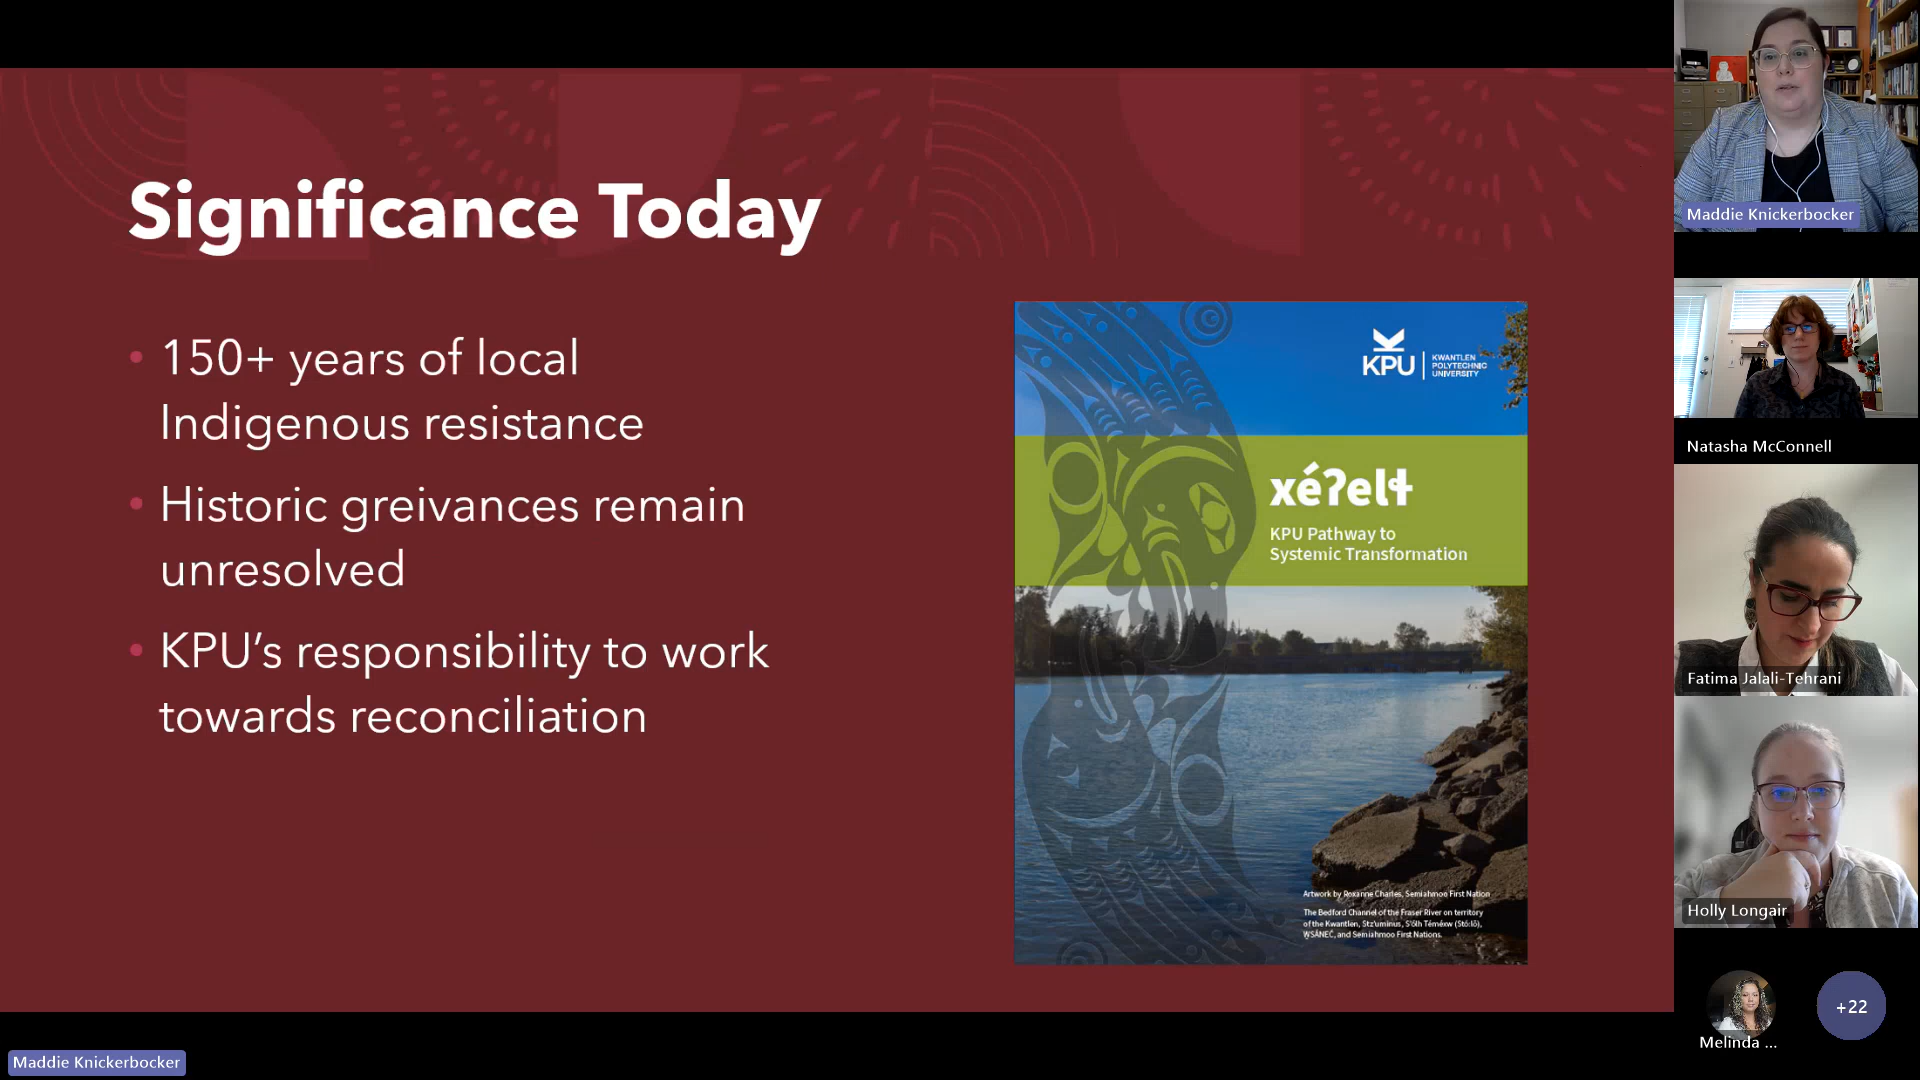 Significance Today
• 150+ years of local
Indigenous resistance
• Historic greivances remain
unresolved
• KPU’s responsibility to work
towards reconciliation
KPU
KWANTLEN
POLYTECHNIC
UNIVERSITY
xéʔelɬ
KPU Pathway to
Systemic Transformation
Artwork by Roxanne Charles, Semiahmoo First Nation
The Bedford Channel of the Fraser River on territory
of the Kwantlen, Stz'uminus, S'ólh Téméxw (Stó:lō),
W̱SÁNEĆ, and Semiahmoo First Nations.
Maddie Knickerbocker
Natasha McConnell
Fatima Jalali-Tehrani
Holly Longair
Melinda ...
+22
Maddie Knickerbocker